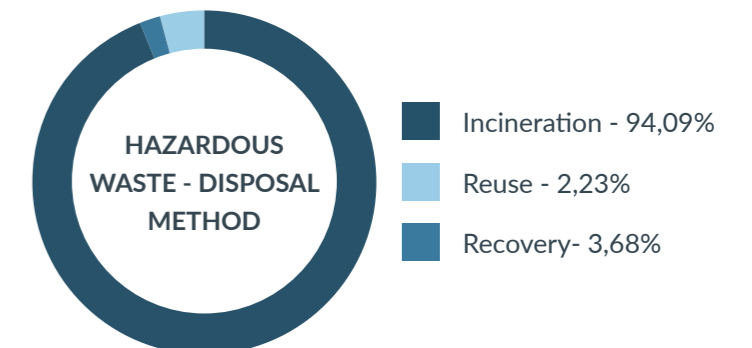 HAZARDOUS
WASTE - DISPOSAL
METHOD
Incineration - 94,09%
Reuse - 2,23%
Recovery- 3,68%